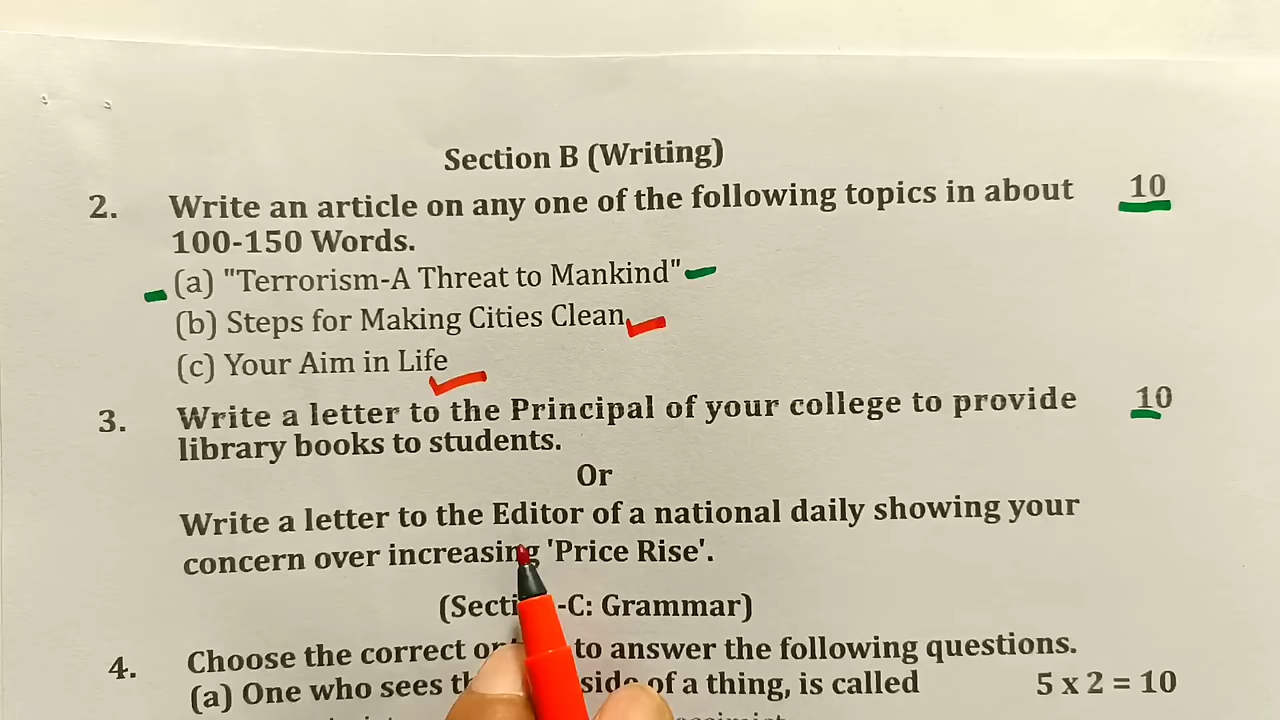 Section B (Writing)
2. Write an article on any one of the following topics in about 10
100-150 Words.
(a) "Terrorism-A Threat to Mankind"
(b) Steps for Making Cities Clean
(c) Your Aim in Life
3. Write a letter to the Principal of your college to provide 10
library books to students.
Or
Write a letter to the Editor of a national daily showing your
concern over increasing 'Price Rise'.
-C: Grammar)
4. Choose the correct to answer the following questions.
(a) One who sees of a thing, is called 5 x 2 = 10